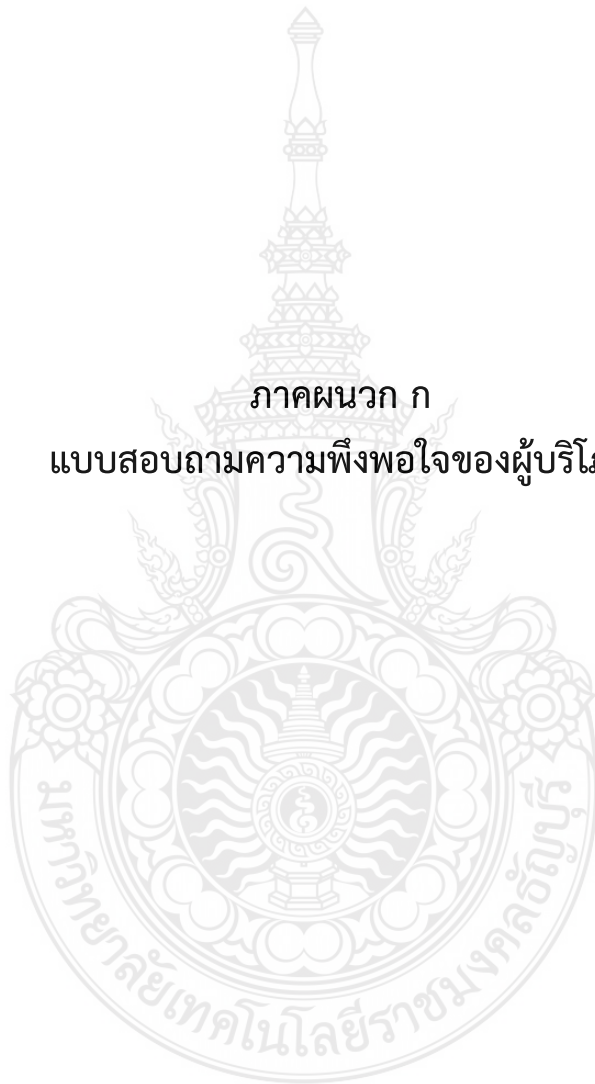 ภาคผนวก ก
แบบสอบถามความพึงพอใจของ
มหาวิทยาลัยเทคโนโลยีราชมงคลธัญบุรี